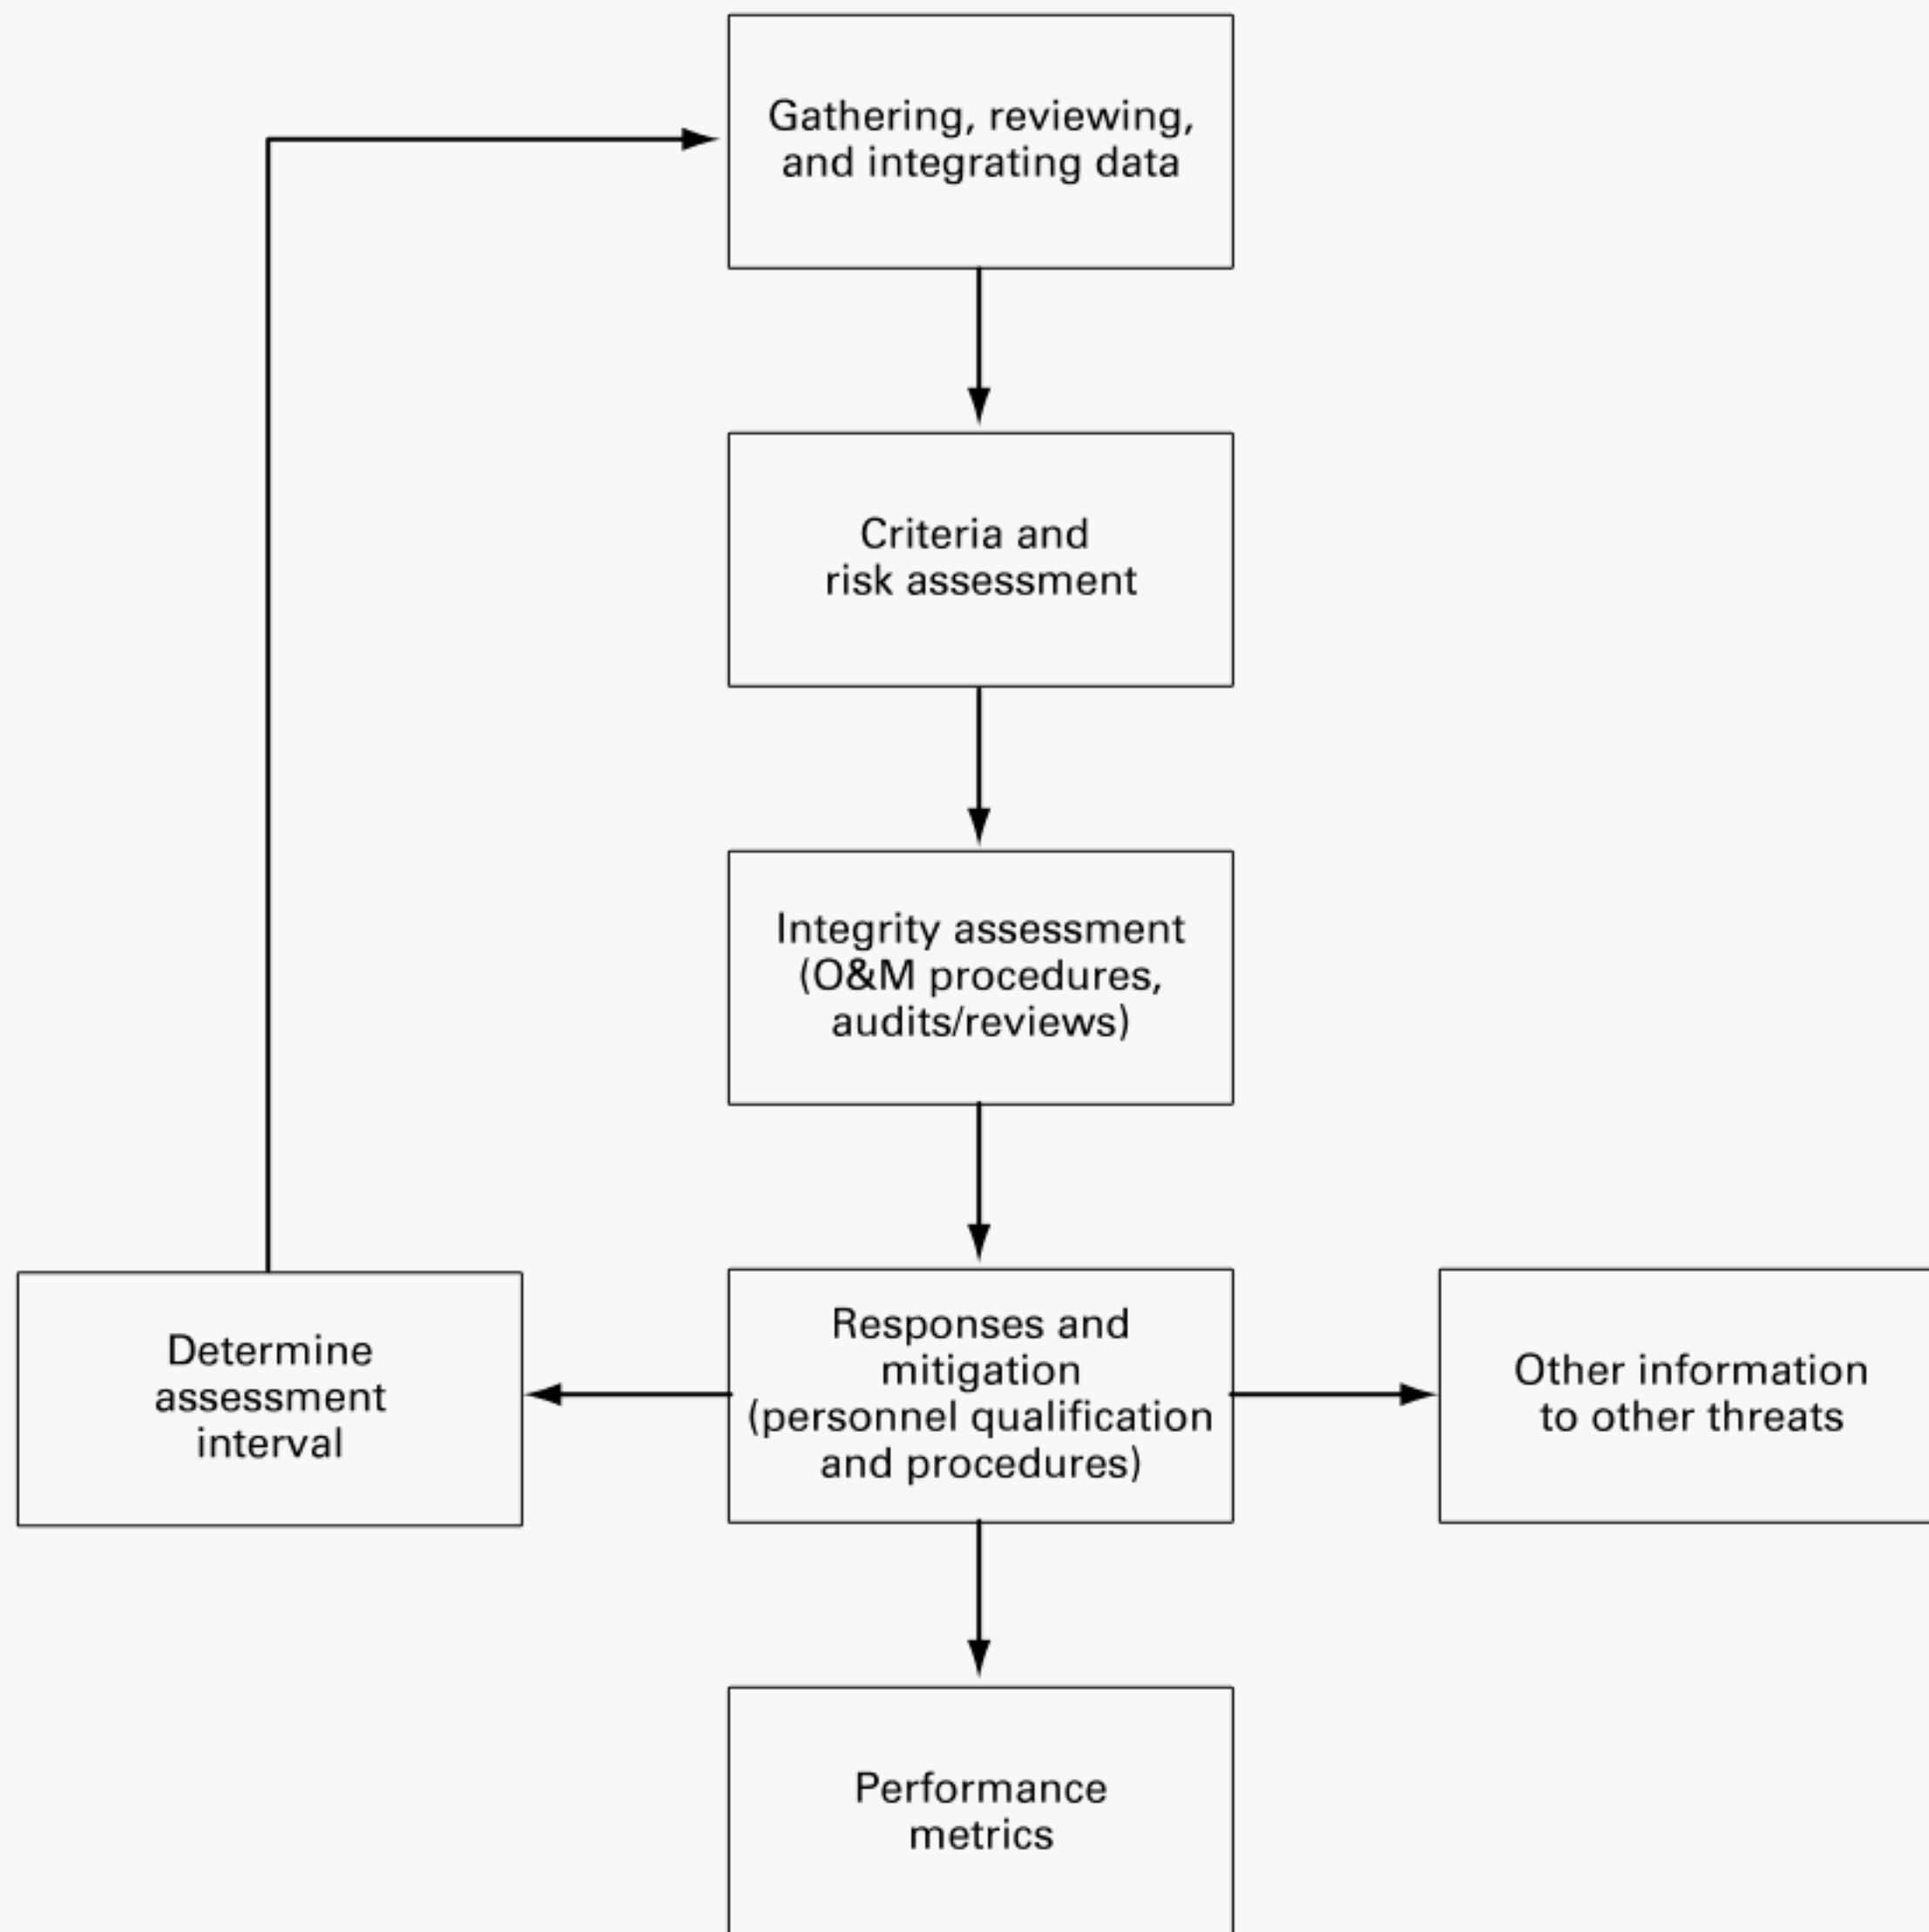 Gathering, reviewing,
and integrating data
Criteria and
risk assessment
Integrity assessment
(O&M procedures,
audits/reviews)
Determine
assessment
interval
Responses and
mitigation
(personnel qualification
and procedures)
Other information
to other threats
Performance
metrics